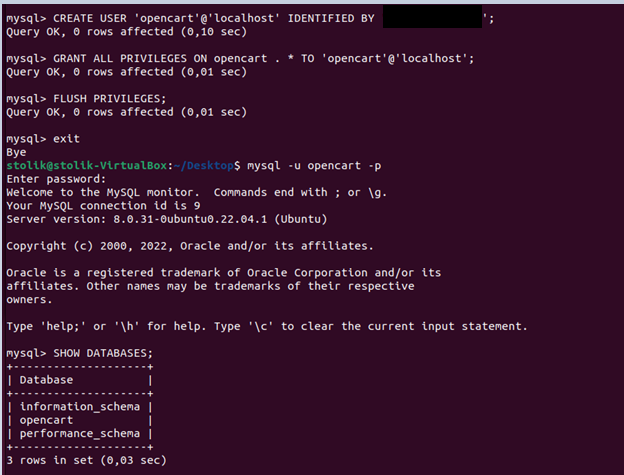 mysql> CREATE USER 'opencart'@'localhost' IDENTIFIED BY ';
Query OK, 0 rows affected (0,10 sec)
mysql> GRANT ALL PRIVILEGES ON opencart . * TO 'opencart'@'localhost';
Query OK, 0 rows affected (0,01 sec)
mysql> FLUSH PRIVILEGES;
Query OK, 0 rows affected (0,01 sec)
mysql> exit
Bye
stolik@stolik-VirtualBox:~/Desktop$ mysql -u opencart -p
Enter password:
Welcome to the MySQL monitor.  Commands end with ; or \g.
Your MySQL connection id is 9
Server version: 8.0.31-0ubuntu0.22.04.1 (Ubuntu)
Copyright (c) 2000, 2022, Oracle and/or its affiliates.
Oracle is a registered trademark of Oracle Corporation and/or its
affiliates. Other names may be trademarks of their respective
owners.
Type 'help;' or '\h' for help. Type '\c' to clear the current input statement.
mysql> SHOW DATABASES;
+--------------------+
| Database           |
+--------------------+
| information_schema |
| opencart           |
| performance_schema |
+--------------------+
3 rows in set (0,03 sec)